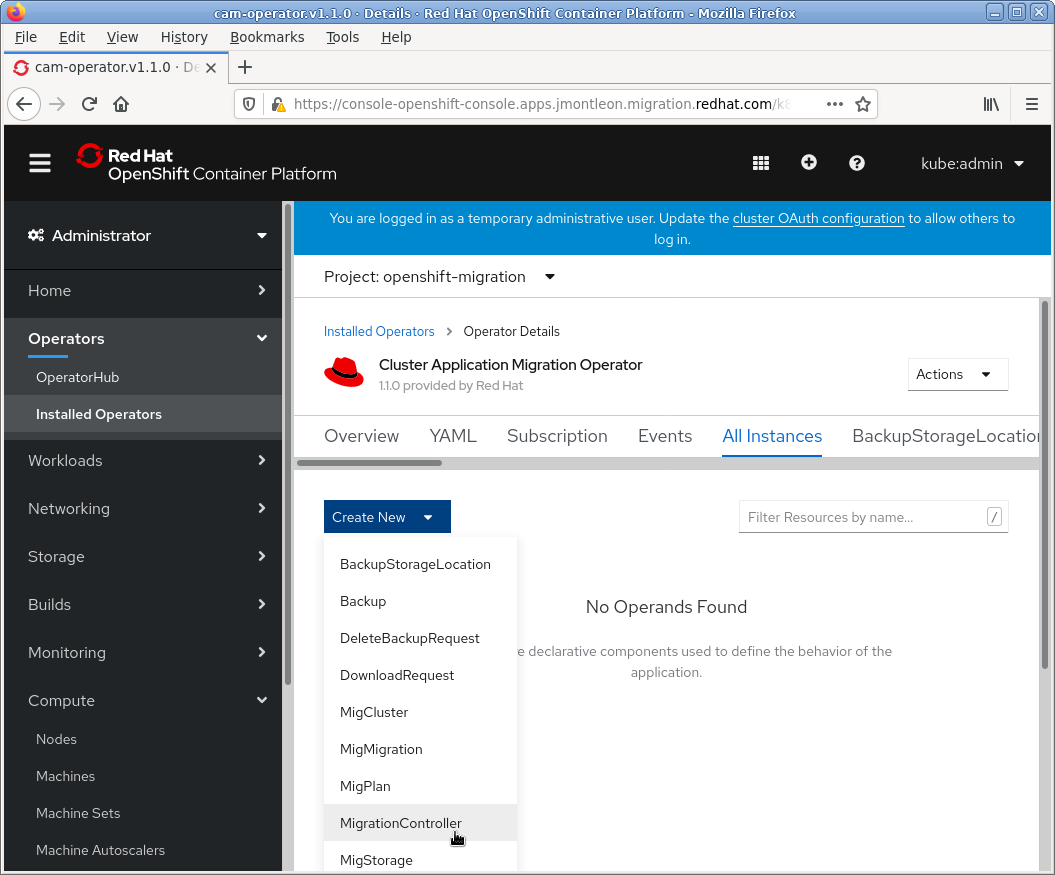 cam-operator.v1.1.0 · Details · Red Hat OpenShift Container Platform - Mozilla Firefox
File Edit View History Bookmarks Tools Help
cam-operator.v1.1.0 · De
https://console-openshift-console.apps.jmontleon.migration.redhat.com/k8
Red Hat
OpenShift Container Platform
kube:admin
Administrator
Home
Operators
OperatorHub
Installed Operators
Workloads
Networking
Storage
Builds
Monitoring
Compute
Nodes
Machines
Machine Sets
Machine Autoscalers
You are logged in as a temporary administrative user. Update the cluster OAuth configuration to allow others to
log in.
Project: openshift-migration
Installed Operators > Operator Details
Cluster Application Migration Operator
1.1.0 provided by Red Hat
Actions
Overview YAML Subscription Events All Instances BackupStorageLocation
Create New
Filter Resources by name... /
BackupStorageLocation
Backup
DeleteBackupRequest
DownloadRequest
MigCluster
MigMigration
MigPlan
MigrationController
MigStorage
No Operands Found
declarative components used to define the behavior of the
application.